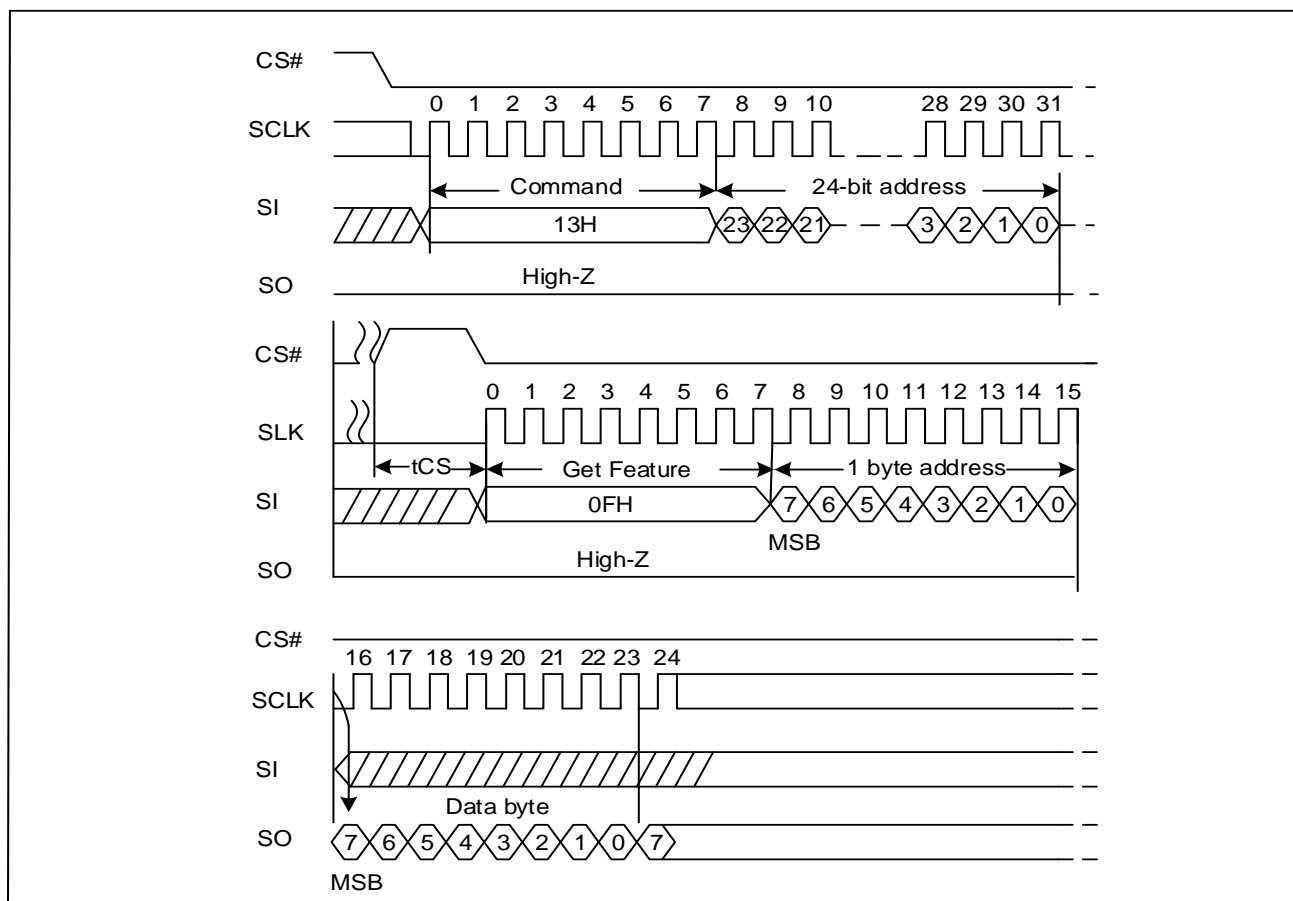 CS#
0 1 2 3 4 5 6 7 8 9 10 28 29 30 31
SCLK
Command 24-bit address
SI 13H 23 22 21 3 2 1 0
High-Z
SO
CS#
0 1 2 3 4 5 6 7 8 9 10 11 12 13 14 15
SLK
tCS Get Feature 1 byte address
SI 0FH 7 6 5 4 3 2 1 0
MSB
High-Z
SO
CS#
16 17 18 19 20 21 22 23 24
SCLK
SI
Data byte
SO 7 6 5 4 3 2 1 0 7
MSB